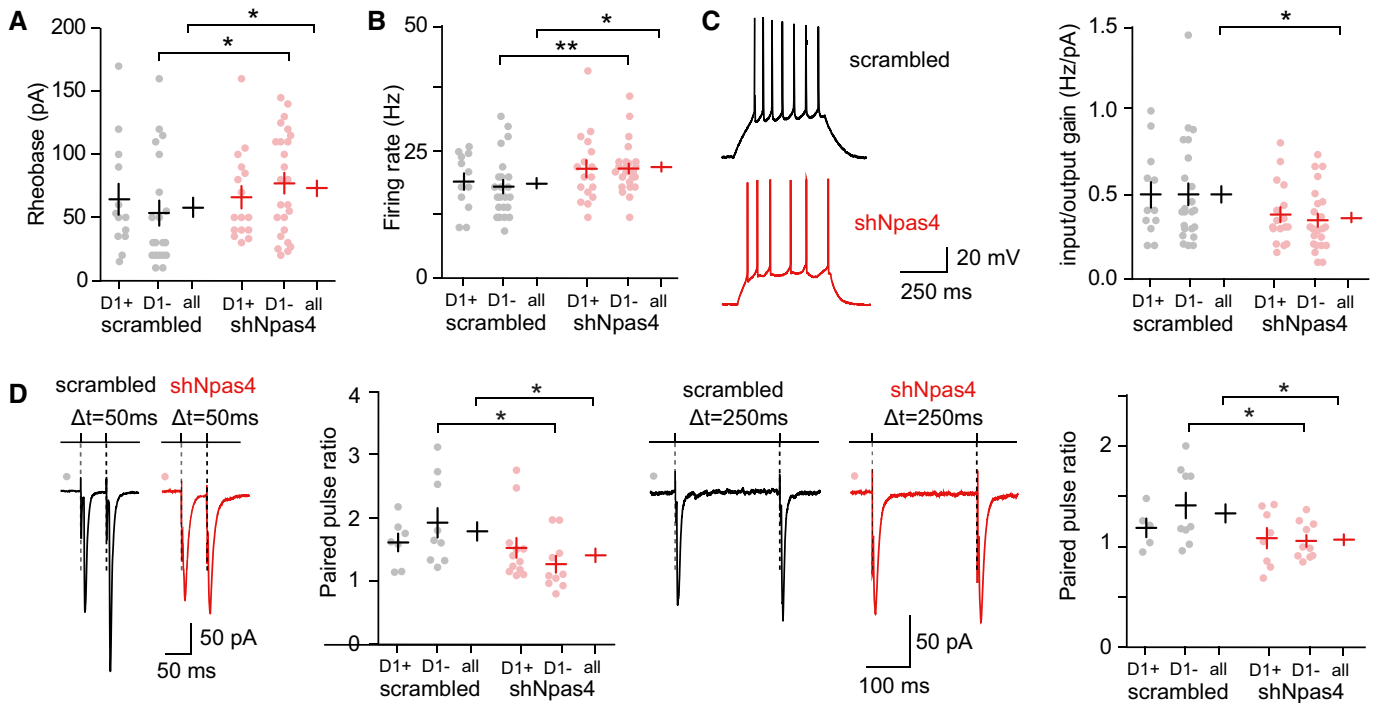 A
Rheobase (pA)
200
150
100
50
0
*
*
D1+ D1- all D1+ D1- all
scrambled shNpas4
B
Firing rate (Hz)
50
25
0
*
**
D1+ D1- all D1+ D1- all
scrambled shNpas4
C
scrambled
shNpas4
20 mV
250 ms
input/output gain (Hz/pA)
1.5
1.0
0.5
0.0
*
D1+ D1- all D1+ D1- all
scrambled shNpas4
D
scrambled shNpas4
Δt=50ms Δt=50ms
50 pA
50 ms
Paired pulse ratio
4
3
2
1
0
*
*
D1+ D1- all D1+ D1- all
scrambled shNpas4
scrambled shNpas4
Δt=250ms Δt=250ms
50 pA
100 ms
Paired pulse ratio
2
1
0
*
*
D1+ D1- all D1+ D1- all
scrambled shNpas4